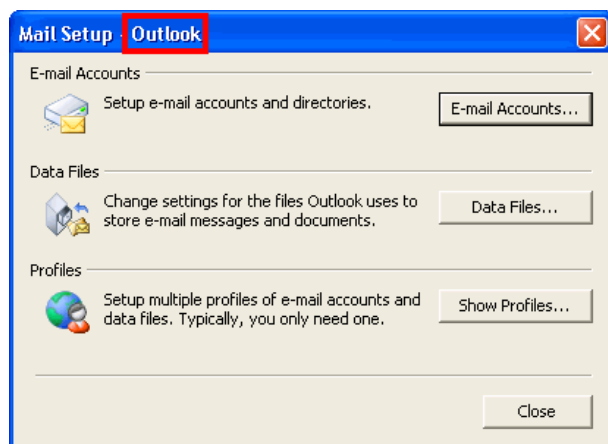 Mail Setup - Outlook
E-mail Accounts
Setup e-mail accounts and directories.
E-mail Accounts...
Data Files
Change settings for the files Outlook uses to
store e-mail messages and documents.
Data Files...
Profiles
Setup multiple profiles of e-mail accounts and
data files. Typically, you only need one.
Show Profiles...
Close